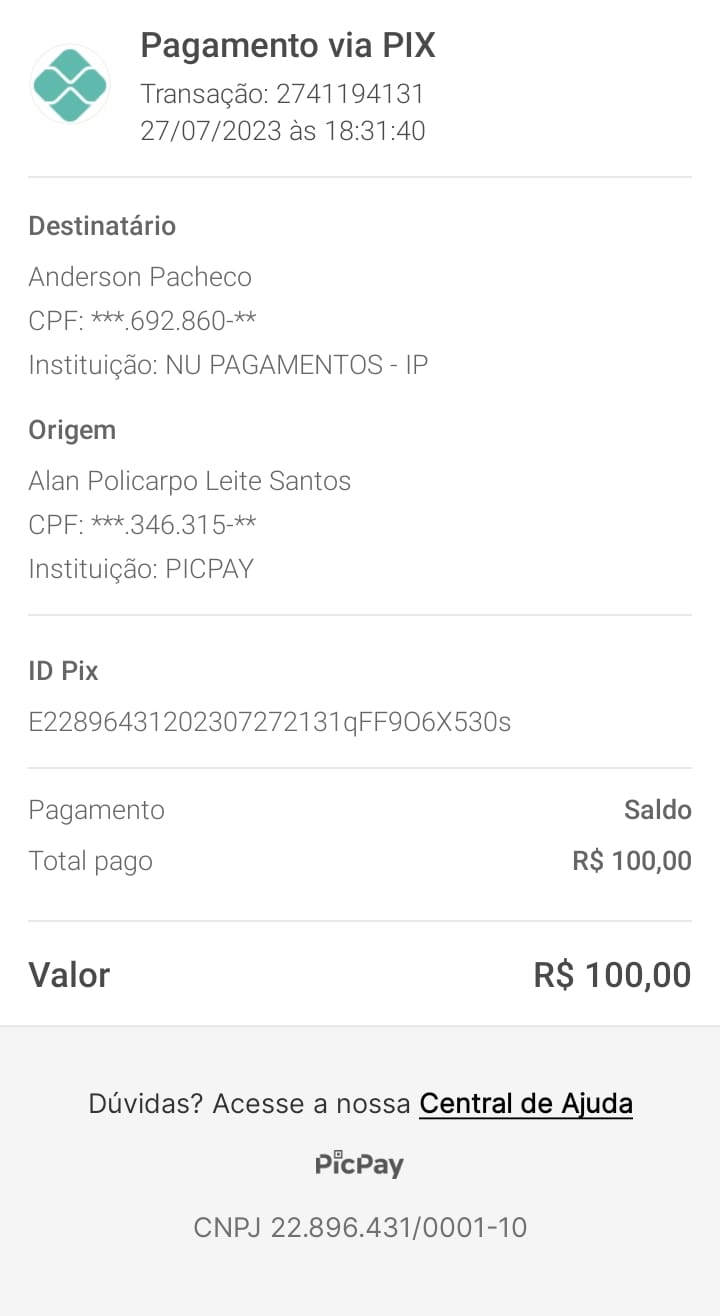 Pagamento via PIX
Transação: 2741194131
27/07/2023 às 18:31:40
Destinatário
Anderson Pacheco
CPF: ***.692.860-**
Instituição: NU PAGAMENTOS - IP
Origem
Alan Policarpo Leite Santos
CPF: ***.346.315-**
Instituição: PICPAY
ID Pix
E22896431202307272131qFF9O6X530s
Pagamento Saldo
Total pago R$ 100,00
Valor R$ 100,00
Dúvidas? Acesse a nossa Central de Ajuda
PicPay
CNPJ 22.896.431/0001-10